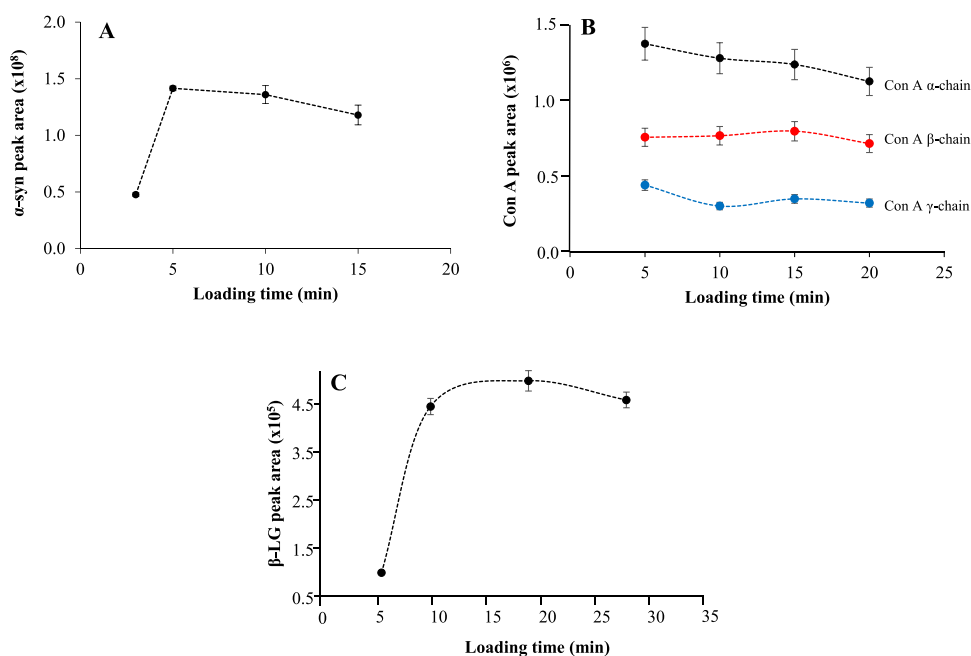 A
α-syn peak area (x10⁸)
2.0
1.5
1.0
0.5
0.0
0 5 10 15 20
Loading time (min)
B
Con A peak area (x10⁶)
1.5
1.0
0.5
0.0
Con A α-chain
Con A β-chain
Con A γ-chain
0 5 10 15 20 25
Loading time (min)
C
β-LG peak area (x10⁵)
4.5
3.5
2.5
1.5
0.5
0 5 10 15 20 25 30 35
Loading time (min)